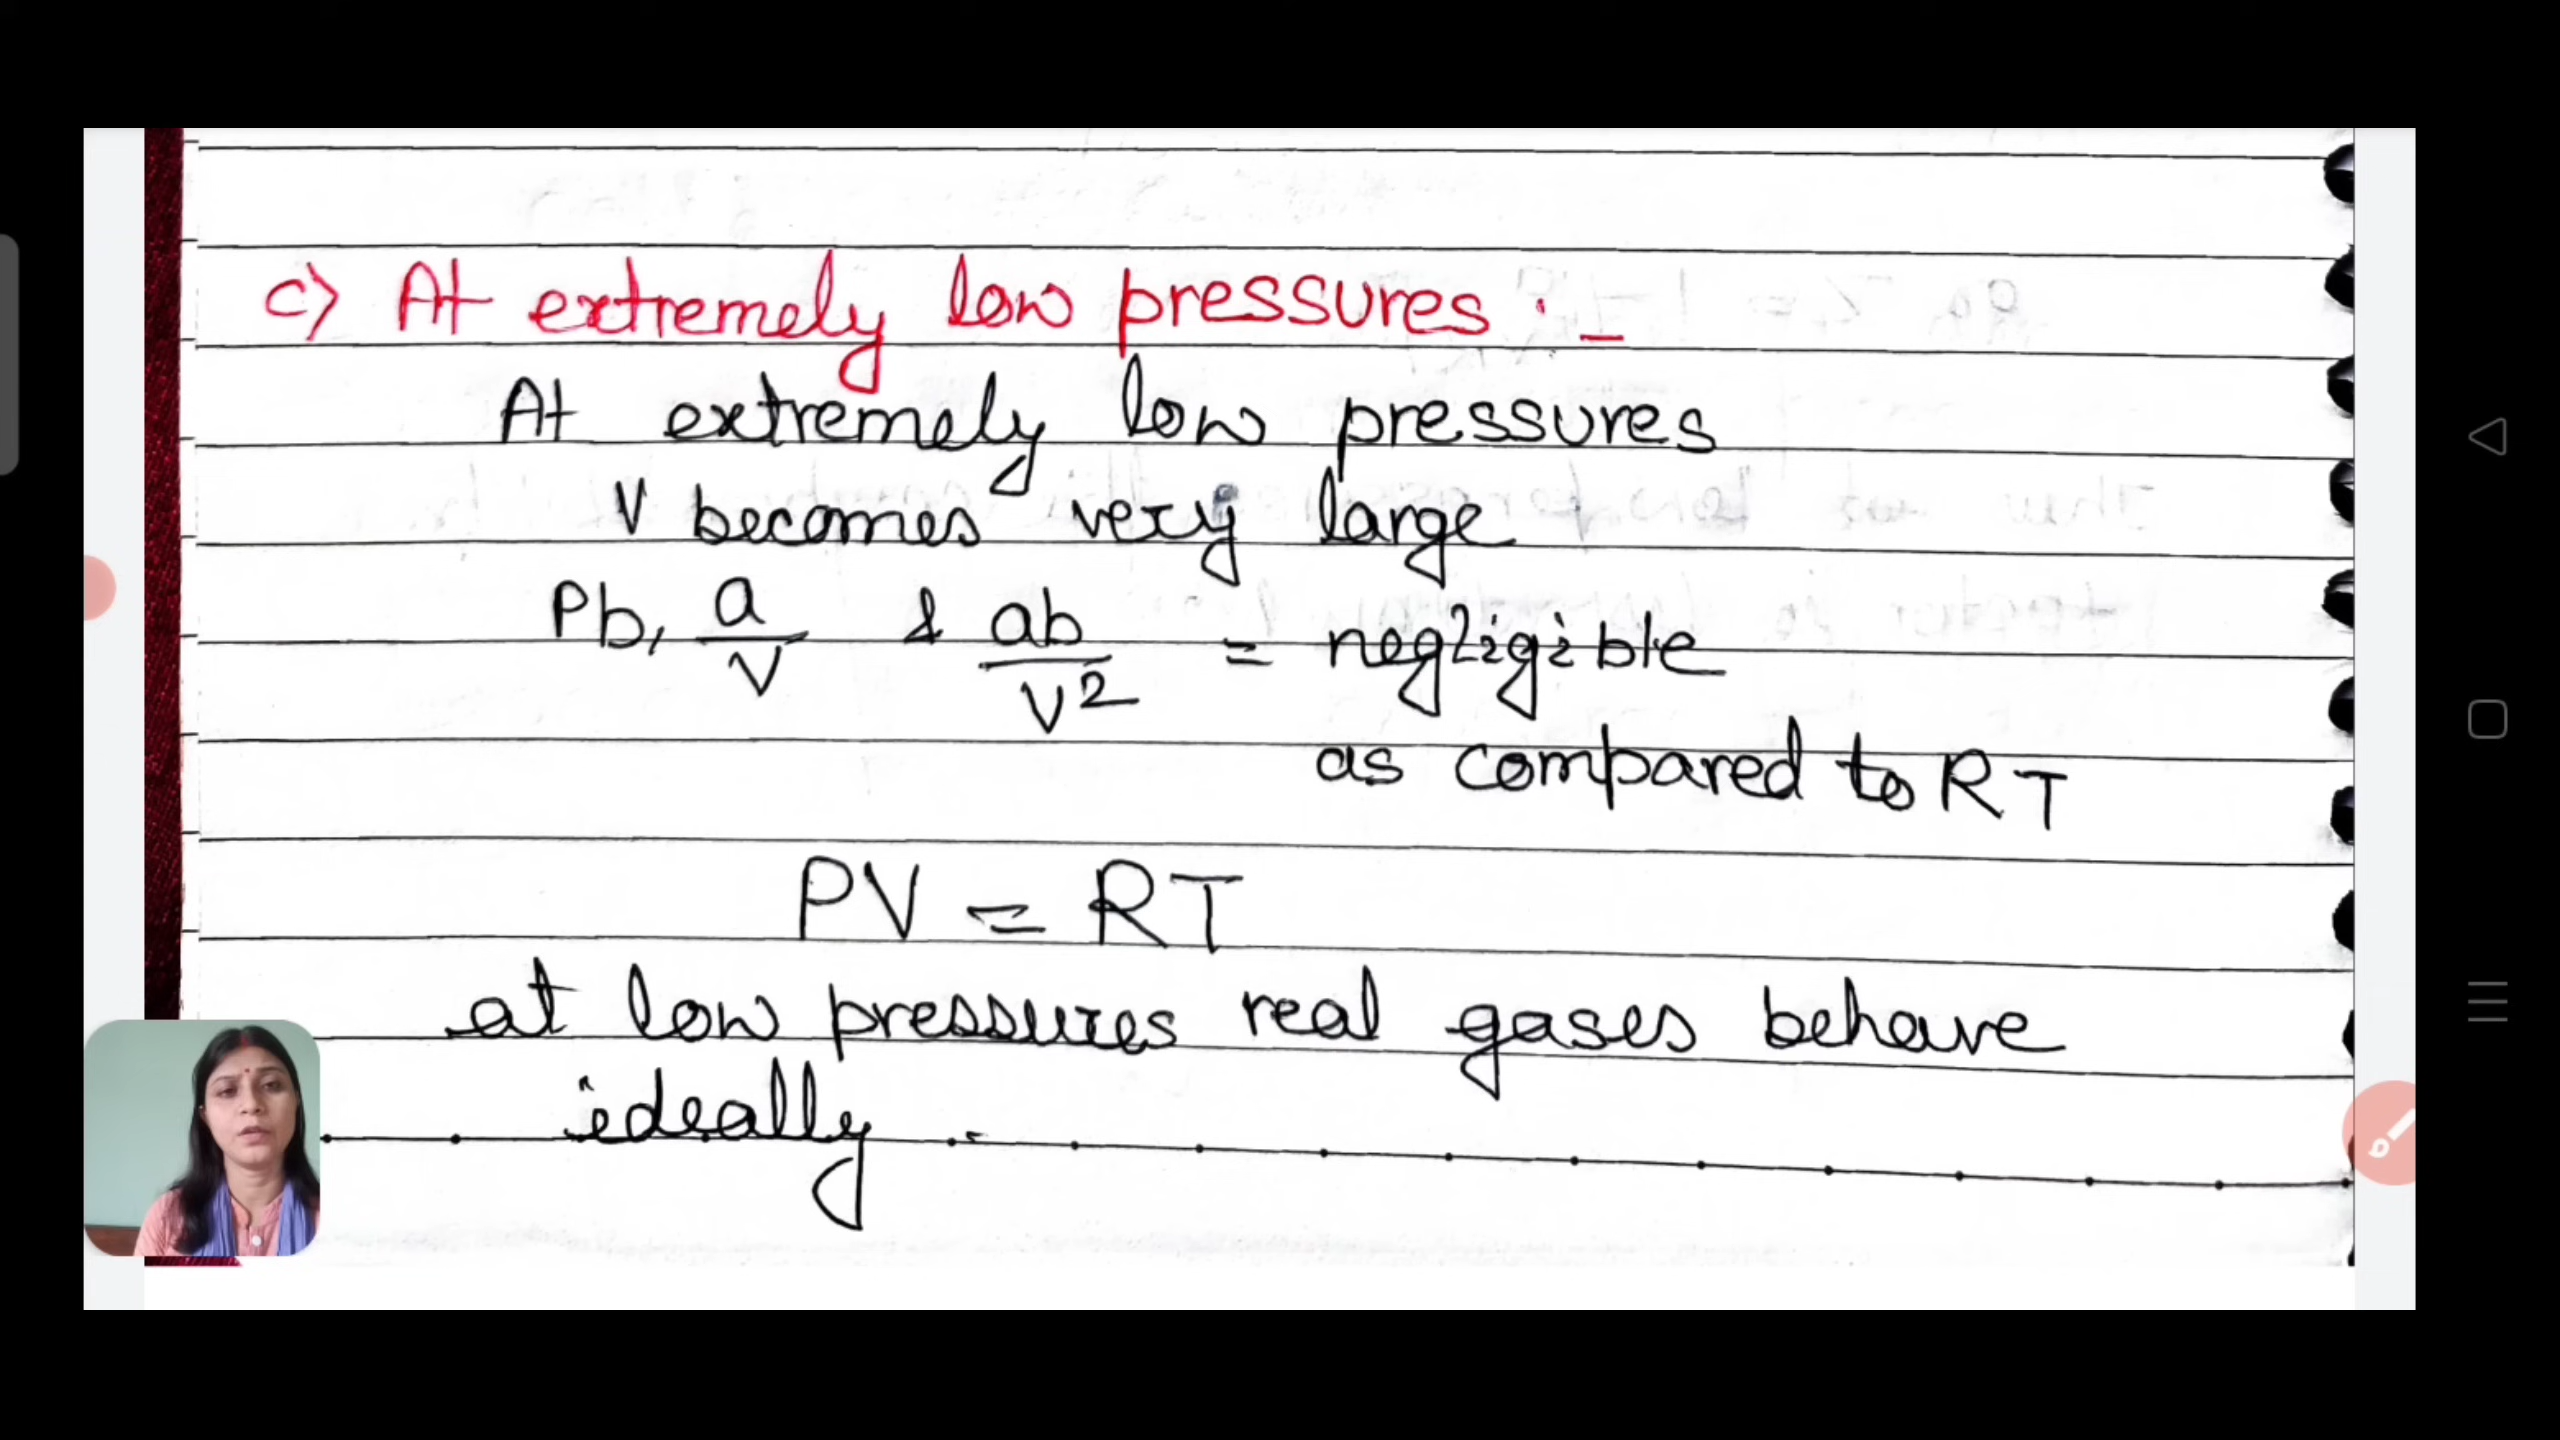 c) At extremely low pressures :-
At extremely low pressures
V becomes very large
Pb, a/V & ab/V² = negligible
as compared to RT
PV = RT
at low pressures real gases behave
ideally.